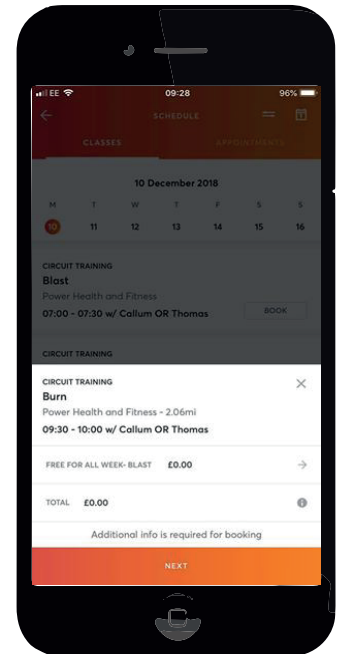 EE 09:28 96%
SCHEDULE
CLASSES APPOINTMENTS
10 December 2018
M T W T F S S
10 11 12 13 14 15 16
CIRCUIT TRAINING
Blast
Power Health and Fitness
07:00 - 07:30 w/ Callum OR Thomas BOOK
CIRCUIT TRAINING
CIRCUIT TRAINING
Burn
Power Health and Fitness - 2.06mi
09:30 - 10:00 w/ Callum OR Thomas
FREE FOR ALL WEEK- BLAST £0.00
TOTAL £0.00
Additional info is required for booking
NEXT